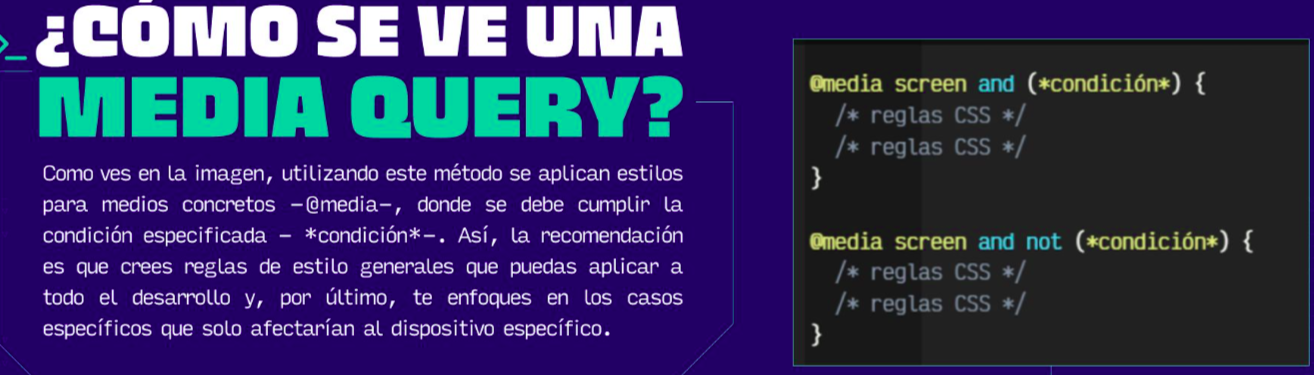 >_ ¿CÓMO SE VE UNA
MEDIA QUERY?
Como ves en la imagen, utilizando este método se aplican estilos
para medios concretos –@media–, donde se debe cumplir la
condición especificada – *condición*–. Así, la recomendación
es que crees reglas de estilo generales que puedas aplicar a
todo el desarrollo y, por último, te enfoques en los casos
específicos que solo afectarían al dispositivo específico.
@media screen and (*condición*) {
/* reglas CSS */
/* reglas CSS */
}
@media screen and not (*condición*) {
/* reglas CSS */
/* reglas CSS */
}